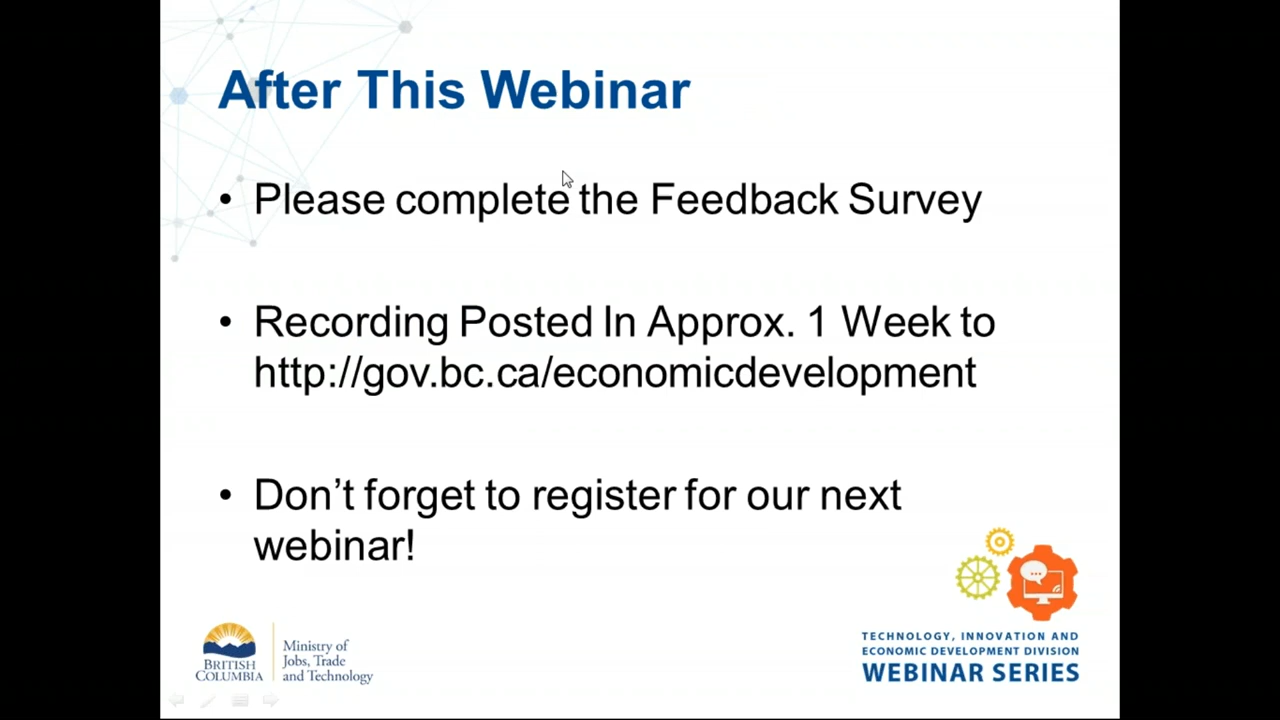 After This Webinar
• Please complete the Feedback Survey
• Recording Posted In Approx. 1 Week to
http://gov.bc.ca/economicdevelopment
• Don’t forget to register for our next
webinar!
BRITISH
COLUMBIA
Ministry of
Jobs, Trade
and Technology
TECHNOLOGY, INNOVATION AND
ECONOMIC DEVELOPMENT DIVISION
WEBINAR SERIES